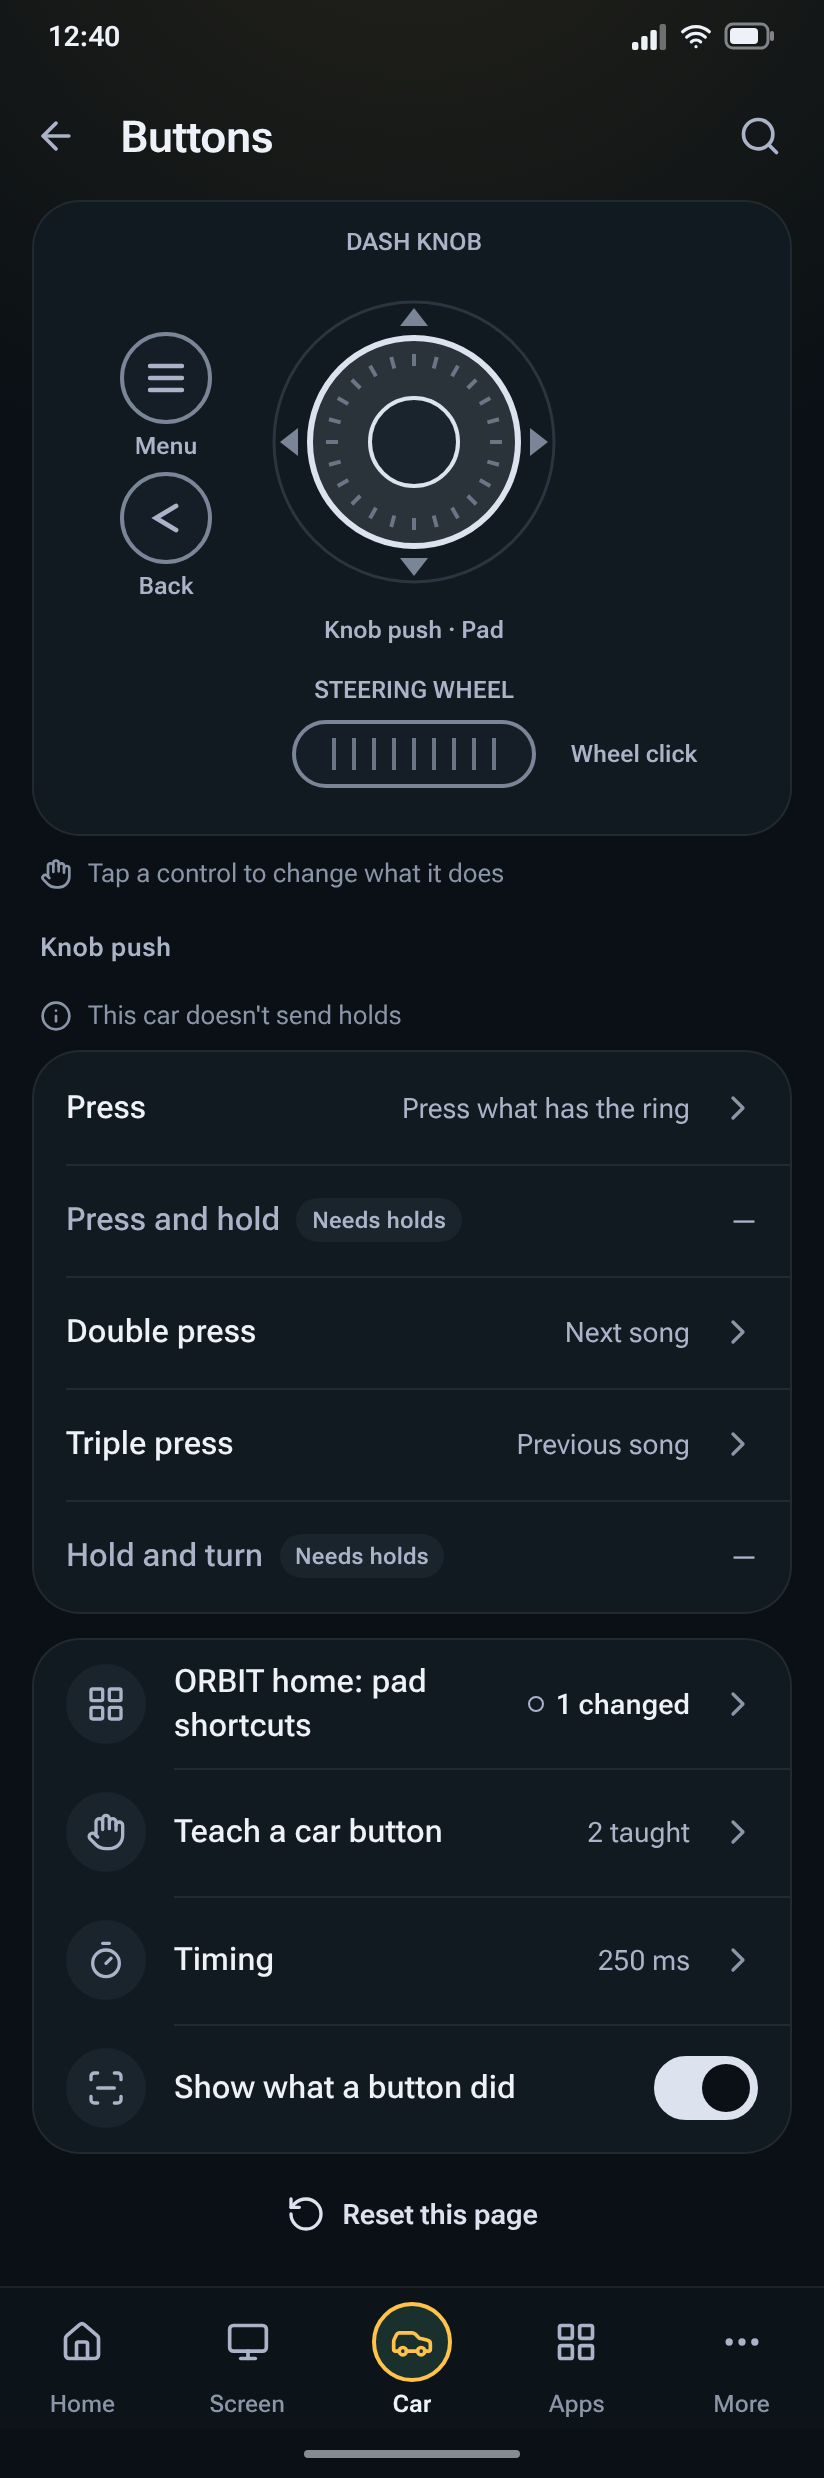 12:40
Buttons
DASH KNOB
Menu
Back
Knob push · Pad
STEERING WHEEL
Wheel click
Tap a control to change what it does
Knob push
This car doesn't send holds
Press Press what has the ring
Press and hold Needs holds –
Double press Next song
Triple press Previous song
Hold and turn Needs holds –
ORBIT home: pad
shortcuts
1 changed
Teach a car button 2 taught
Timing 250 ms
Show what a button did
Reset this page
Home Screen Car Apps More